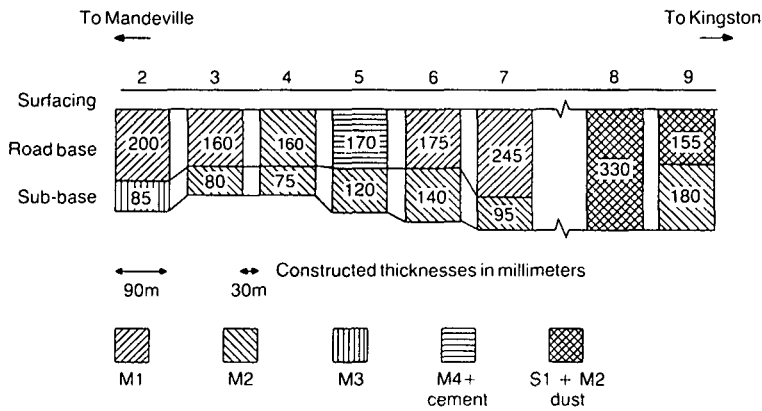 To Mandeville To Kingston
2 3 4 5 6 7 8 9
Surfacing
Road base 200 160 160 170 175 245 330 155
Sub-base 85 80 75 120 140 95 180
Constructed thicknesses in millimeters
90m 30m
M1 M2 M3 M4+ S1 + M2
cement dust